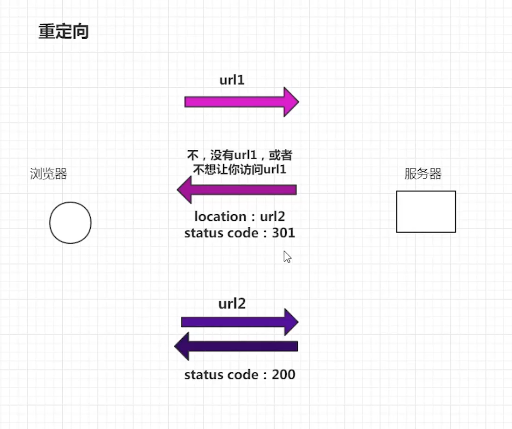 重定向
url1
不，没有url1，或者
不想让你访问url1
浏览器
服务器
location：url2
status code：301
url2
status code：200